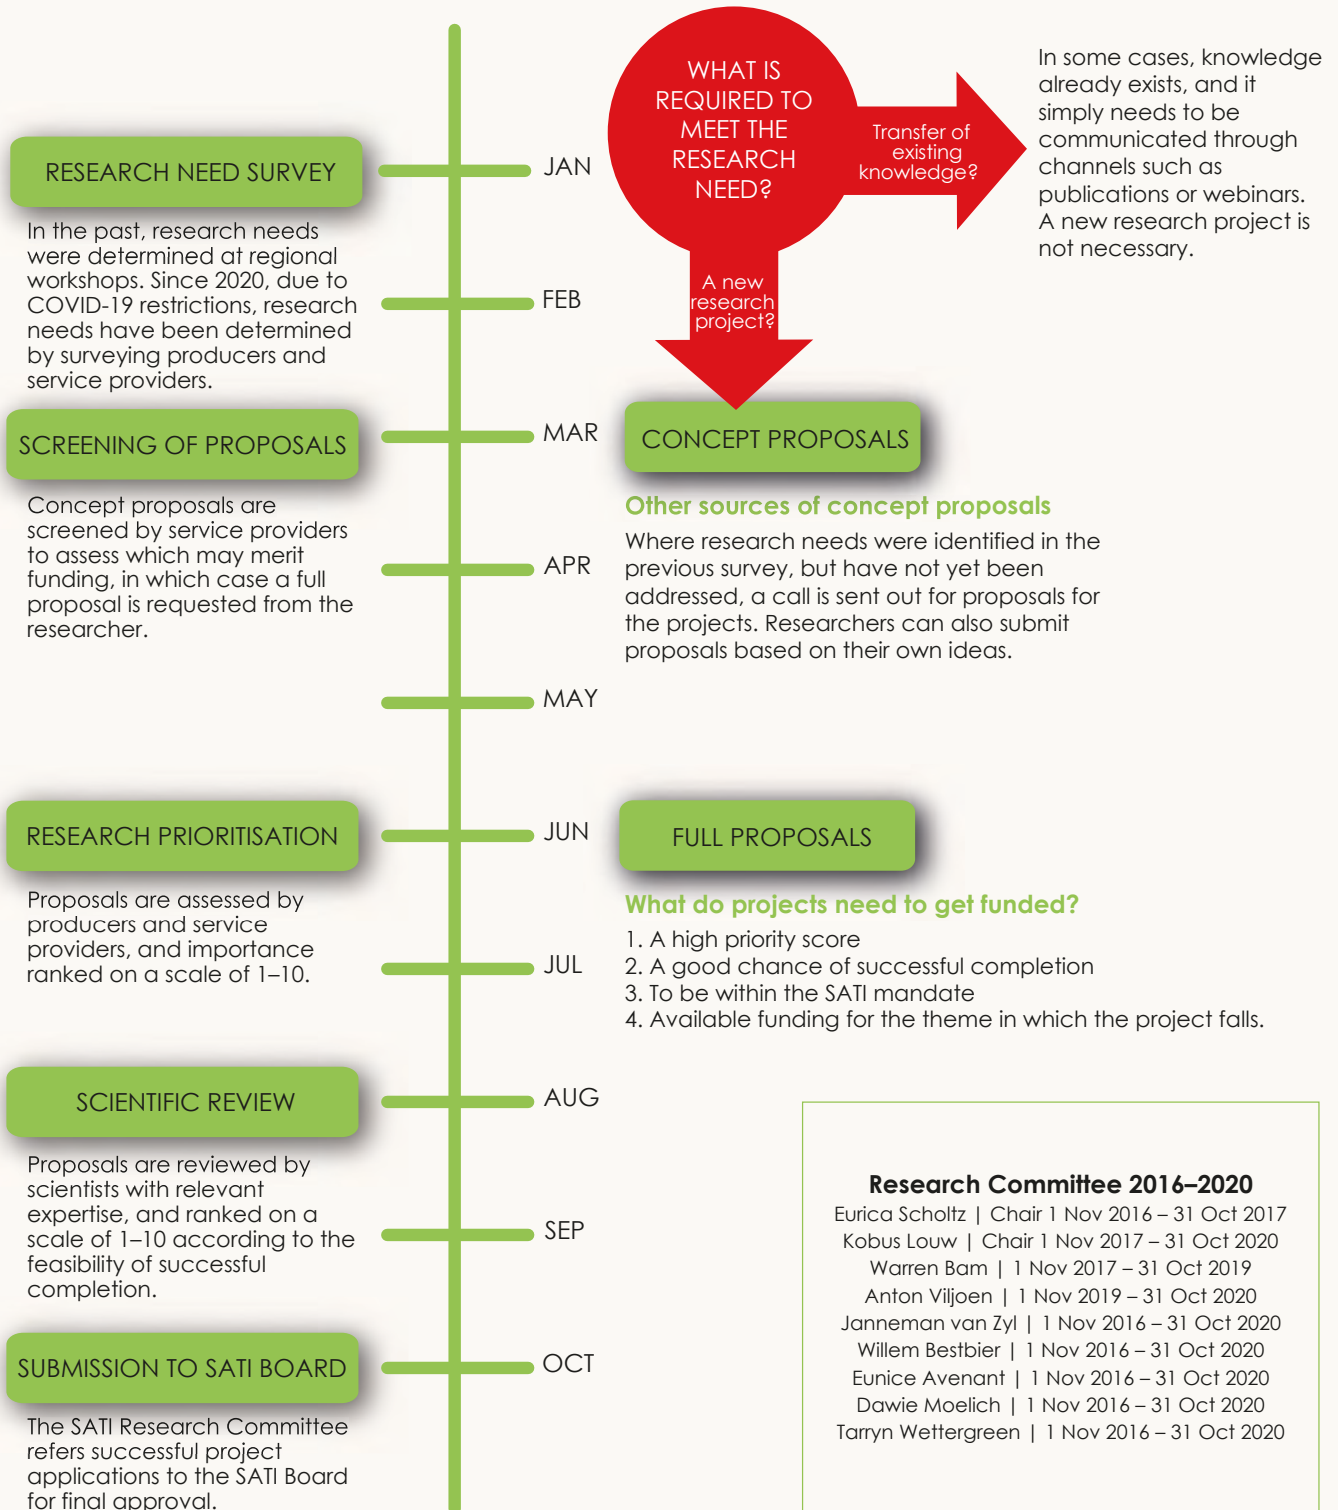 WHAT IS
REQUIRED TO
MEET THE
RESEARCH
NEED?
Transfer of
existing
knowledge?
In some cases, knowledge
already exists, and it
simply needs to be
communicated through
channels such as
publications or webinars.
A new research project is
not necessary.
A new
research
project?
RESEARCH NEED SURVEY
JAN
In the past, research needs
were determined at regional
workshops. Since 2020, due to
COVID-19 restrictions, research
needs have been determined
by surveying producers and
service providers.
FEB
SCREENING OF PROPOSALS
MAR
CONCEPT PROPOSALS
Concept proposals are
screened by service providers
to assess which may merit
funding, in which case a full
proposal is requested from the
researcher.
Other sources of concept proposals
Where research needs were identified in the
previous survey, but have not yet been
addressed, a call is sent out for proposals for
the projects. Researchers can also submit
proposals based on their own ideas.
APR
MAY
RESEARCH PRIORITISATION
JUN
FULL PROPOSALS
Proposals are assessed by
producers and service
providers, and importance
ranked on a scale of 1–10.
What do projects need to get funded?
1. A high priority score
2. A good chance of successful completion
3. To be within the SATI mandate
4. Available funding for the theme in which the project falls.
JUL
SCIENTIFIC REVIEW
AUG
Proposals are reviewed by
scientists with relevant
expertise, and ranked on a
scale of 1–10 according to the
feasibility of successful
completion.
SEP
SUBMISSION TO SATI BOARD
OCT
The SATI Research Committee
refers successful project
applications to the SATI Board
for final approval.
Research Committee 2016–2020
Eurica Scholtz | Chair 1 Nov 2016 – 31 Oct 2017
Kobus Louw | Chair 1 Nov 2017 – 31 Oct 2020
Warren Bam | 1 Nov 2017 – 31 Oct 2019
Anton Viljoen | 1 Nov 2019 – 31 Oct 2020
Janneman van Zyl | 1 Nov 2016 – 31 Oct 2020
Willem Bestbier | 1 Nov 2016 – 31 Oct 2020
Eunice Avenant | 1 Nov 2016 – 31 Oct 2020
Dawie Moelich | 1 Nov 2016 – 31 Oct 2020
Tarryn Wettergreen | 1 Nov 2016 – 31 Oct 2020